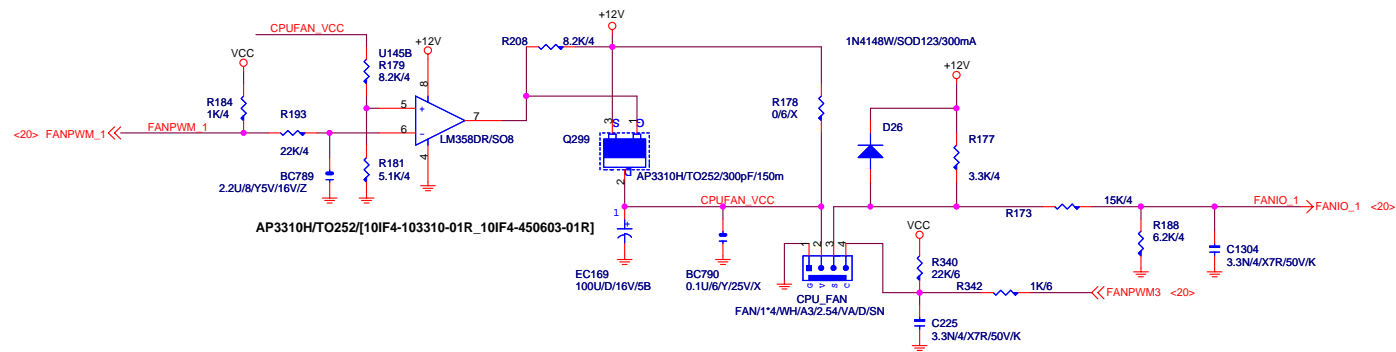 CPUFAN_VCC
VCC
R184
1K/4
<20>
FANPWM_1
FANPWM_1
R193
22K/4
BC789
2.2U/8/Y5V/16V/Z
U145B
R179
8.2K/4
+12V
8
5
+
6
-
7
4
LM358DR/SO8
R181
5.1K/4
AP3310H/TO252/[10IF4-103310-01R_10IF4-450603-01R]
R208
8.2K/4
+12V
Q299
3
S
1
G
D
2
AP3310H/TO252/300pF/150m
R178
0/6/X
CPUFAN_VCC
1
+
EC169
100U/D/16V/5B
BC790
0.1U/6/Y/25V/X
1N4148W/SOD123/300mA
+12V
D26
R177
3.3K/4
1
2
3
4
G
V
S
C
CPU_FAN
FAN/1*4/WH/A3/2.54/VA/D/SN
R173
15K/4
FANIO_1
FANIO_1
<20>
R188
6.2K/4
C1304
3.3N/4/X7R/50V/K
VCC
R340
22K/6
R342
1K/6
FANPWM3
<20>
C225
3.3N/4/X7R/50V/K